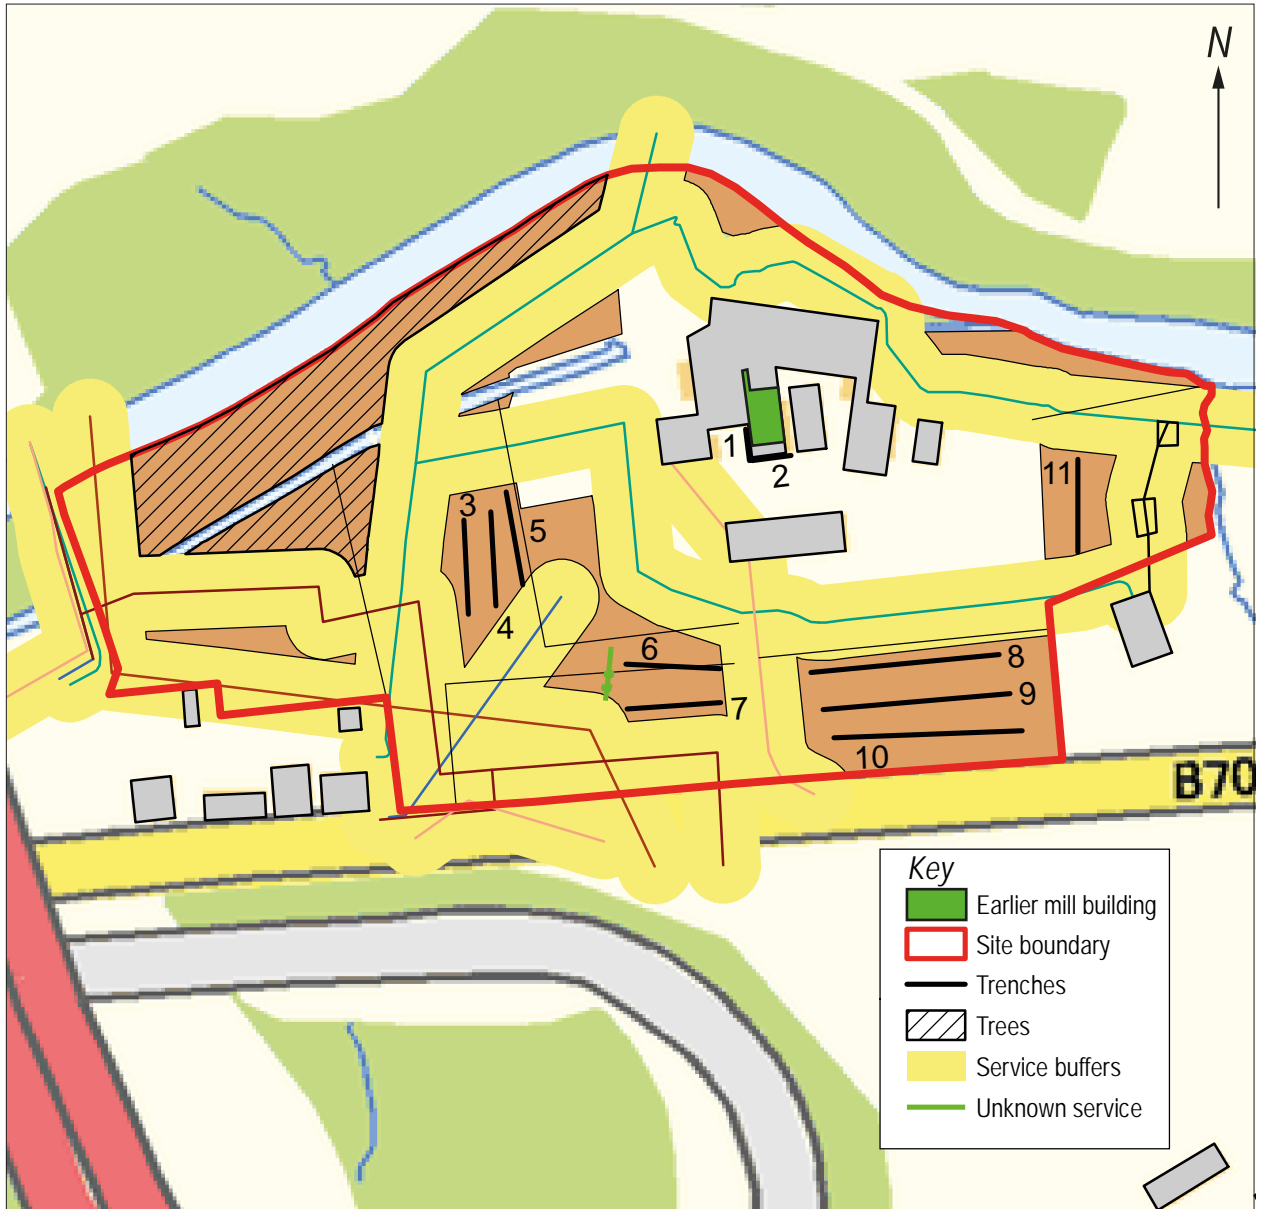 N
1
2
11
3
5
4
6
7
8
9
10
B70
Key
Earlier mill building
Site boundary
Trenches
Trees
Service buffers
Unknown service